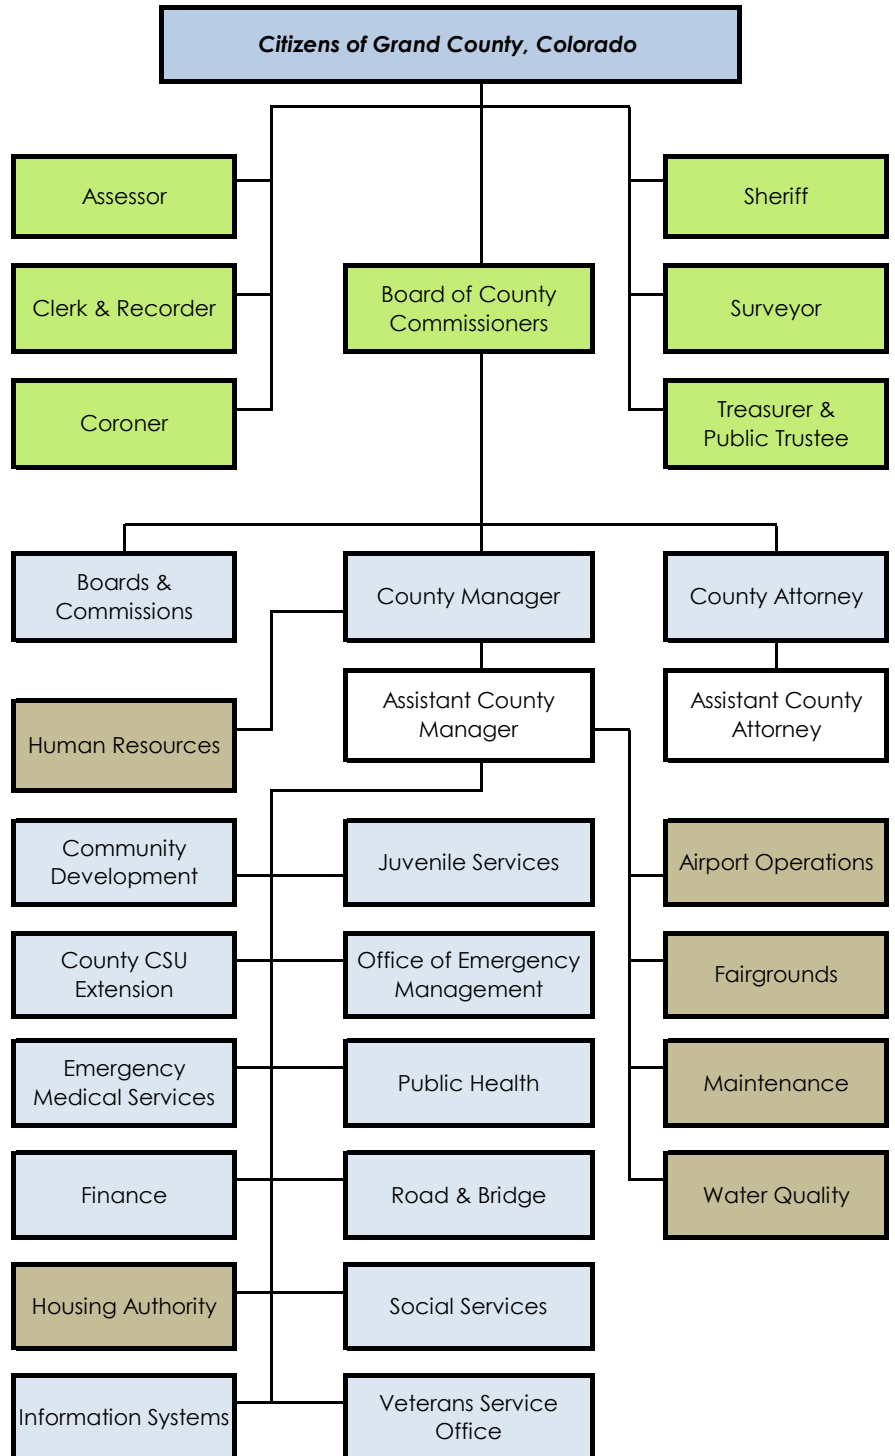 Citizens of Grand County, Colorado
Assessor
Sheriff
Clerk & Recorder
Board of County
Commissioners
Surveyor
Coroner
Treasurer &
Public Trustee
Boards &
Commissions
County Manager
County Attorney
Human Resources
Assistant County
Manager
Assistant County
Attorney
Community
Development
Juvenile Services
Airport Operations
County CSU
Extension
Office of Emergency
Management
Fairgrounds
Emergency
Medical Services
Public Health
Maintenance
Finance
Road & Bridge
Water Quality
Housing Authority
Social Services
Information Systems
Veterans Service
Office